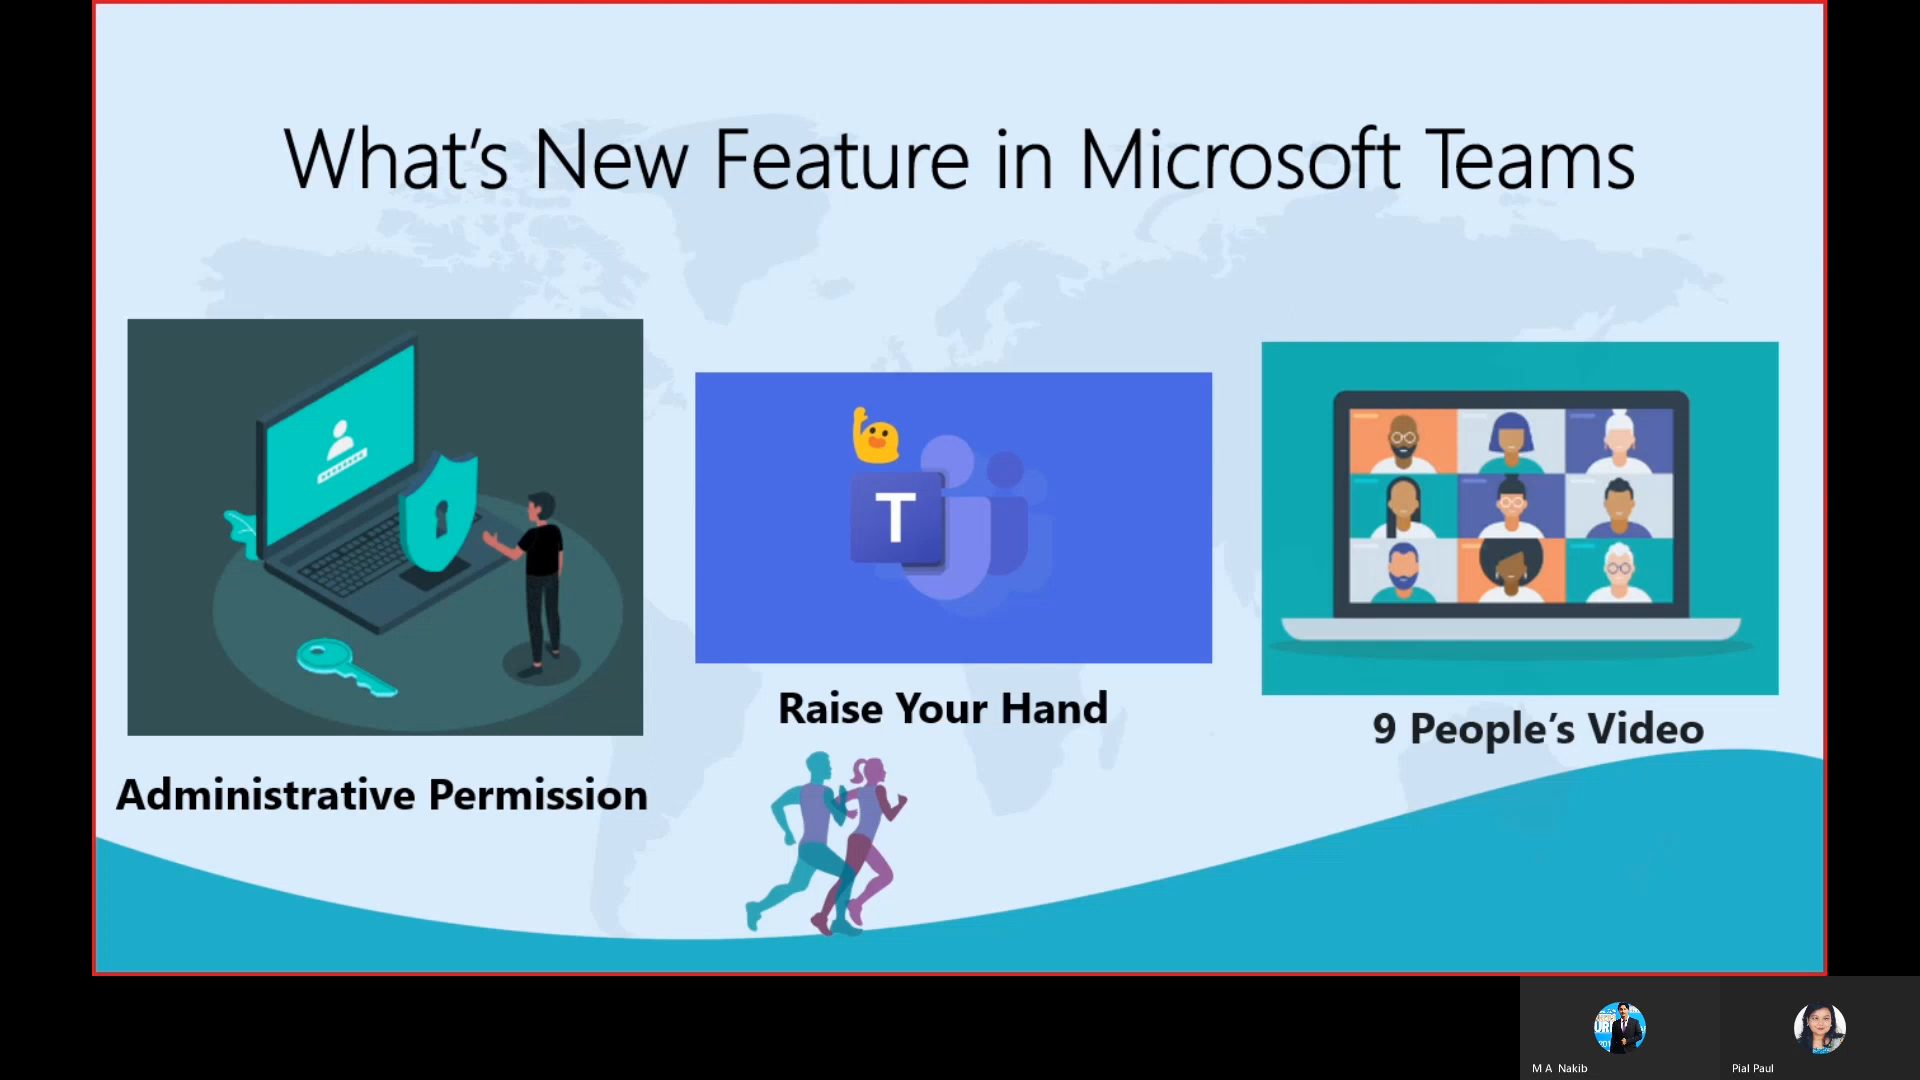 What's New Feature in Microsoft Teams
T
Raise Your Hand
9 People's Video
Administrative Permission
M A Nakib
Pial Paul